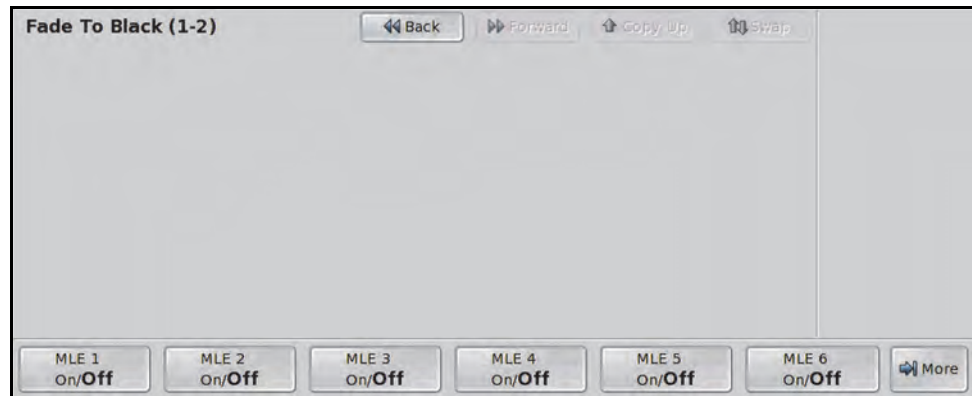 Fade To Black (1-2) Back Forward Copy Up Swap
MLE 1 MLE 2 MLE 3 MLE 4 MLE 5 MLE 6
On/Off On/Off On/Off On/Off On/Off On/Off More